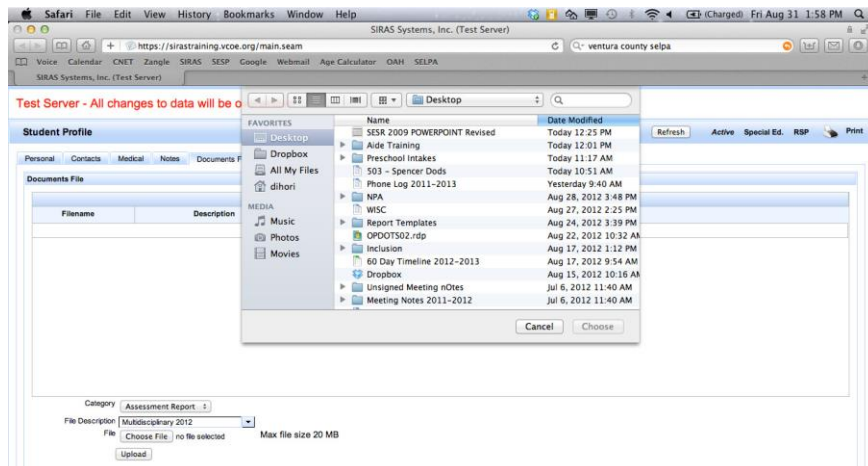 Safari File Edit View History Bookmarks Window Help (Charged) Fri Aug 31 1:58 PM
SIRAS Systems, Inc. (Test Server)
https://sirastraining.vcoe.org/main.seam ventura county selpa
Voice Calendar CNET Zangle SIRAS SESP Google Webmail Age Calculator OAH SELPA
SIRAS Systems, Inc. (Test Server)
Test Server - All changes to data will be o
Desktop
Student Profile Refresh Active Special Ed. RSP Print
Personal Contacts Medical Notes Documents F
Documents File
Filename Description
FAVORITES
Desktop
Dropbox
All My Files
dihori
MEDIA
Music
Photos
Movies
Name Date Modified
SESR 2009 POWERPOINT Revised Today 12:25 PM
Aide Training Today 12:01 PM
Preschool Intakes Today 11:17 AM
503 - Spencer Dods Today 10:51 AM
Phone Log 2011-2013 Yesterday 9:40 AM
NPA Aug 28, 2012 3:48 PM
WISC Aug 27, 2012 2:25 PM
Report Templates Aug 24, 2012 3:39 PM
OPDOTS02.rdp Aug 22, 2012 10:32 AM
Inclusion Aug 17, 2012 1:12 PM
60 Day Timeline 2012-2013 Aug 17, 2012 9:54 AM
Dropbox Aug 15, 2012 10:16 AM
Unsigned Meeting nOtes Jul 6, 2012 11:40 AM
Meeting Notes 2011-2012 Jul 6, 2012 11:40 AM
Cancel Choose
Category Assessment Report
File Description Multidisciplinary 2012
File Choose File no file selected Max file size 20 MB
Upload